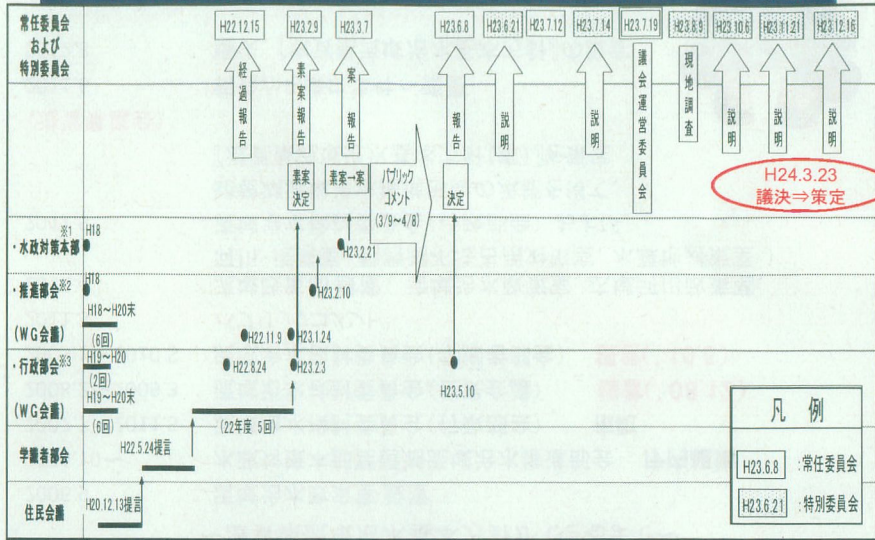 常任委員会
および
特別委員会
H22.12.15
H23.2.9
H23.3.7
H23.6.8
H23.6.21
H23.7.12
H23.7.14
H23.7.19
H23.8.9
H23.10.6
H23.11.21
H23.12.16
経過報告
素案報告
案
報告
報告
説明
説明
議会運営委員会
現地調査
説明
説明
説明
素案
決定
素案→案
パブリック
コメント
(3/9~4/8)
決定
H24.3.23
議決⇒策定
・水政対策本部※1
H18
H23.2.21
・推進部会※2
H18
H23.2.10
H18~H20末
(WG会議)
(6回)
H22.11.9
H23.1.24
・行政部会※3
H19~H20
(2回)
H22.8.24
H23.2.3
H23.5.10
(WG会議)
H19~H20末
(6回)
(22年度 5回)
学識者部会
H22.5.24提言
住民会議
H20.12.13提言
凡 例
H23.6.8
:常任委員会
H23.6.21
:特別委員会